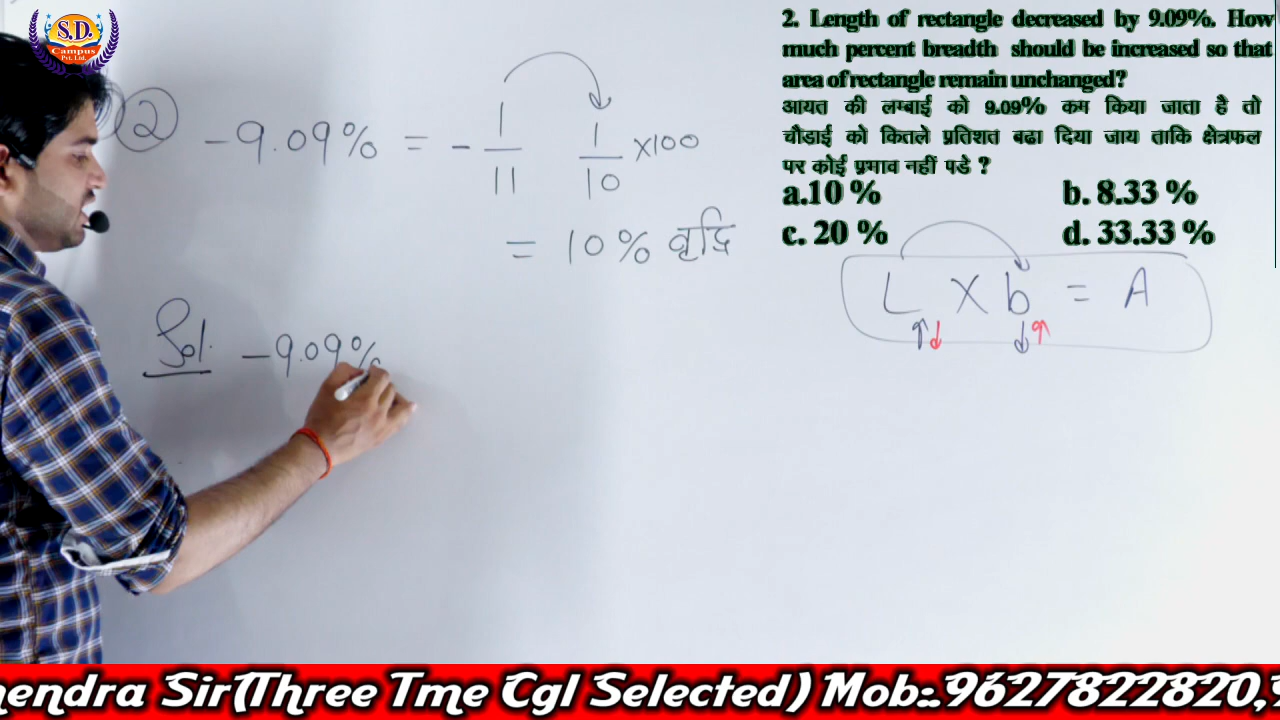 S.D.
Campus
Pvt. Ltd.
2. Length of rectangle decreased by 9.09%. How
much percent breadth should be increased so that
area of rectangle remain unchanged?
आयत की लम्बाई को 9.09% कम किया जाता है तो
चौडाई को कितले प्रतिशत बढा दिया जाय ताकि क्षेत्रफल
पर कोई प्रभाव नहीं पडे ?
a.10 % b. 8.33 %
c. 20 % d. 33.33 %
L X b = A
② -9.09% = - 1/11 1/10 x100
= 10% वृद्धि
Sol. -9.09%
hendra Sir(Three Tme Cgl Selected) Mob:.9627822820,